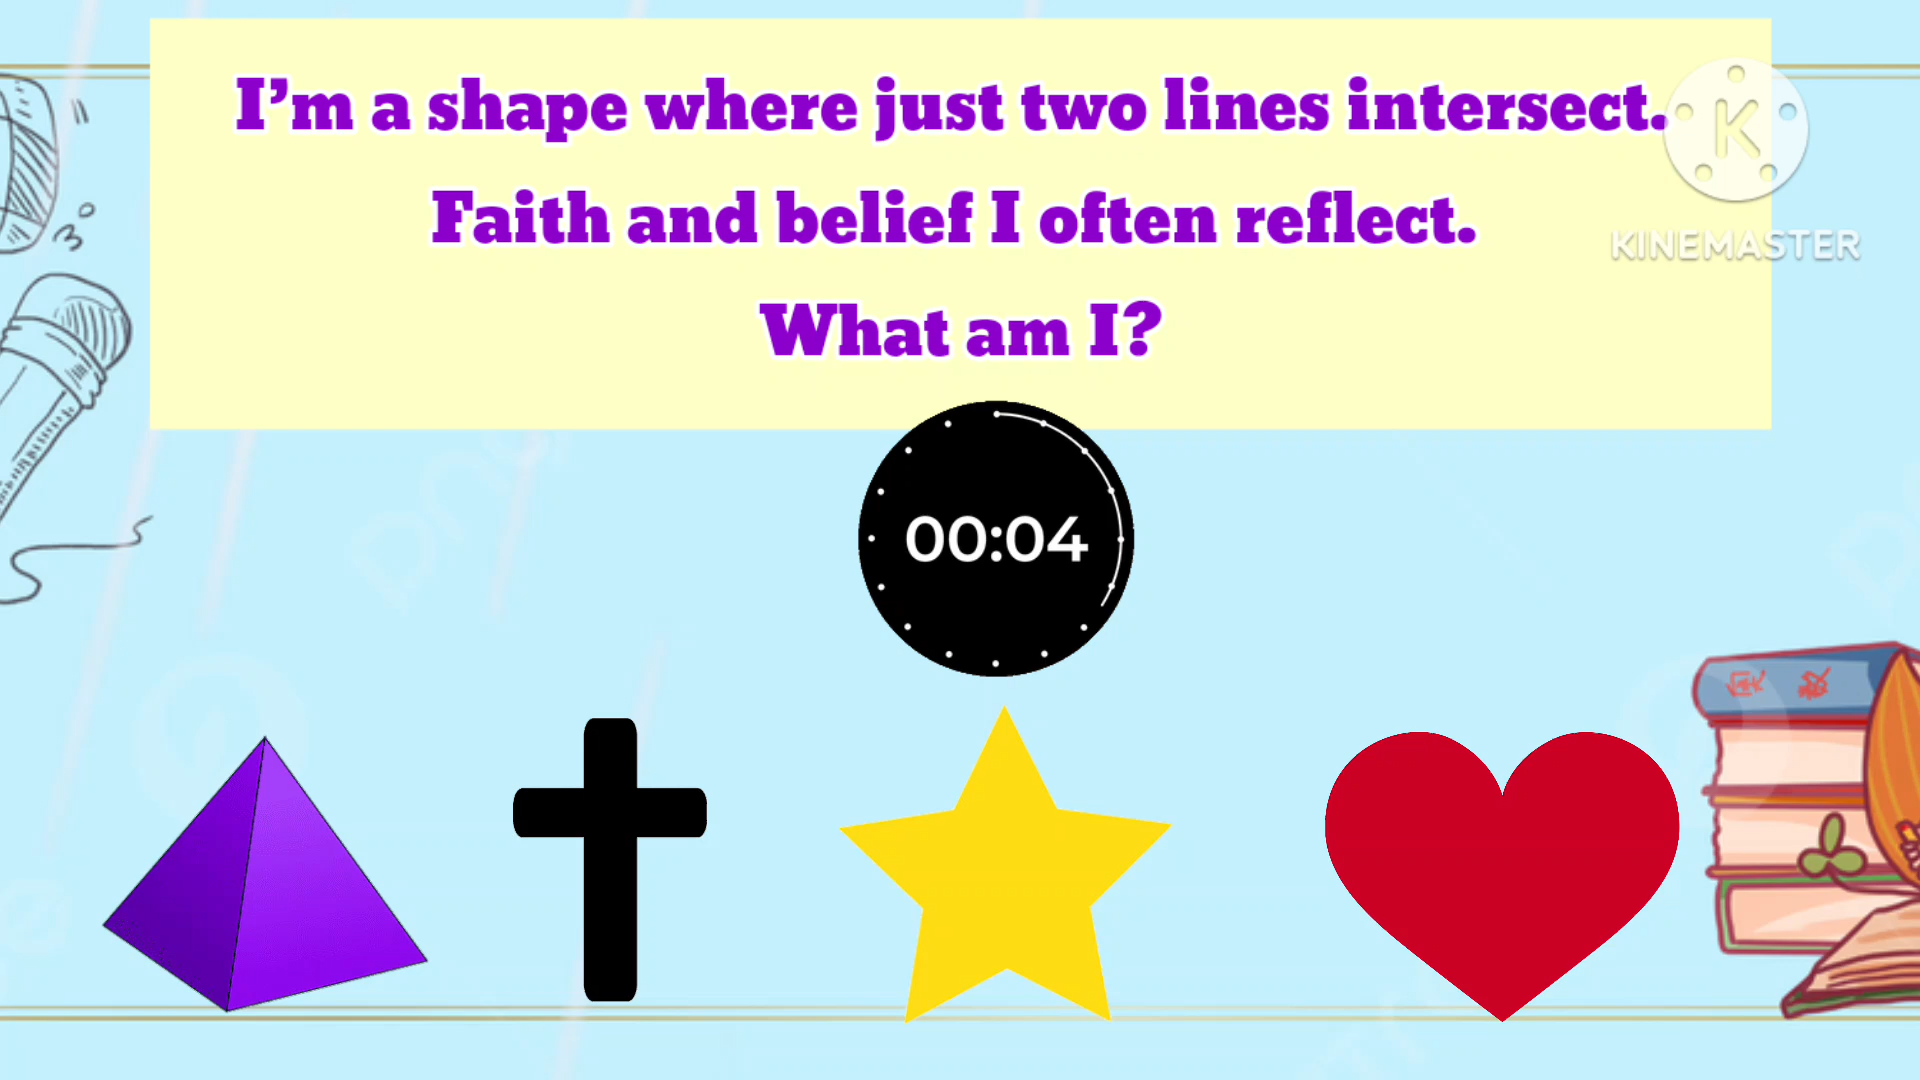 I’m a shape where just two lines intersect.
Faith and belief I often reflect.
What am I?
K
KINEMASTER
00:04